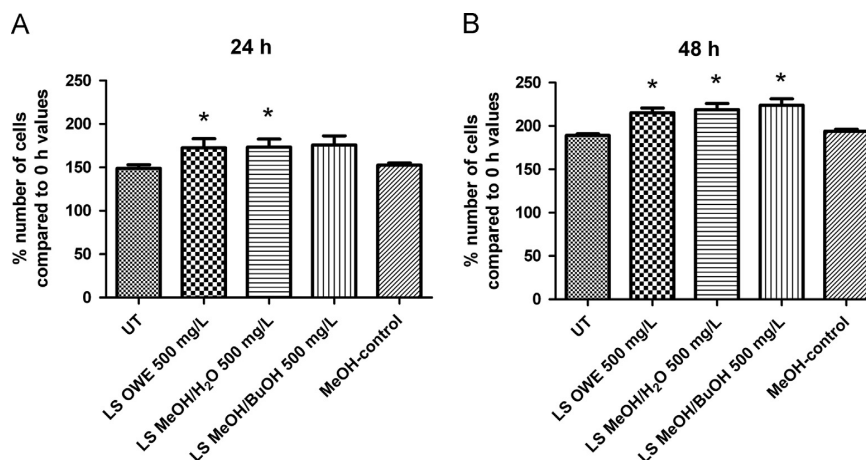 A
24 h
% number of cells
compared to 0 h values
250
200
150
100
50
0
*
*
UT
LS OWE 500 mg/L
LS MeOH/H₂O 500 mg/L
LS MeOH/BuOH 500 mg/L
MeOH-control
B
48 h
% number of cells
compared to 0 h values
250
200
150
100
50
0
*
*
*
UT
LS OWE 500 mg/L
LS MeOH/H₂O 500 mg/L
LS MeOH/BuOH 500 mg/L
MeOH-control